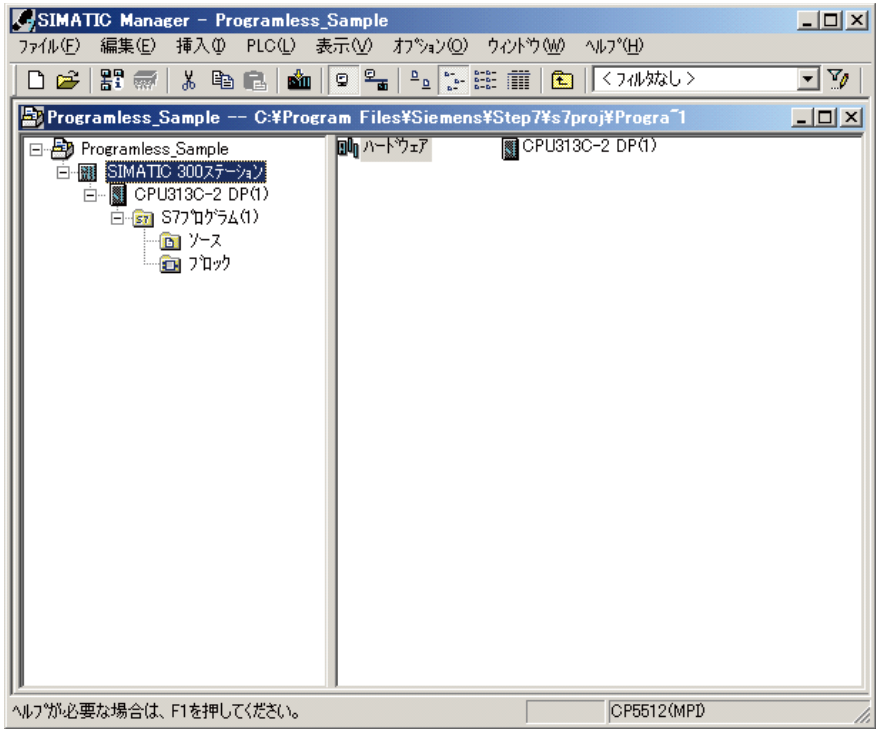 SIMATIC Manager - Programless_Sample
ファイル(F) 編集(E) 挿入(I) PLC(L) 表示(V) オプション(O) ウィンドウ(W) ヘルプ(H)
< フィルタなし >
Programless_Sample -- C:¥Program Files¥Siemens¥Step7¥s7proj¥Progra~1
Programless_Sample
SIMATIC 300ステーション
CPU313C-2 DP(1)
S7プログラム(1)
ソース
ブロック
ハードウェア CPU313C-2 DP(1)
ヘルプが必要な場合は、F1を押してください。 CP5512(MPI)